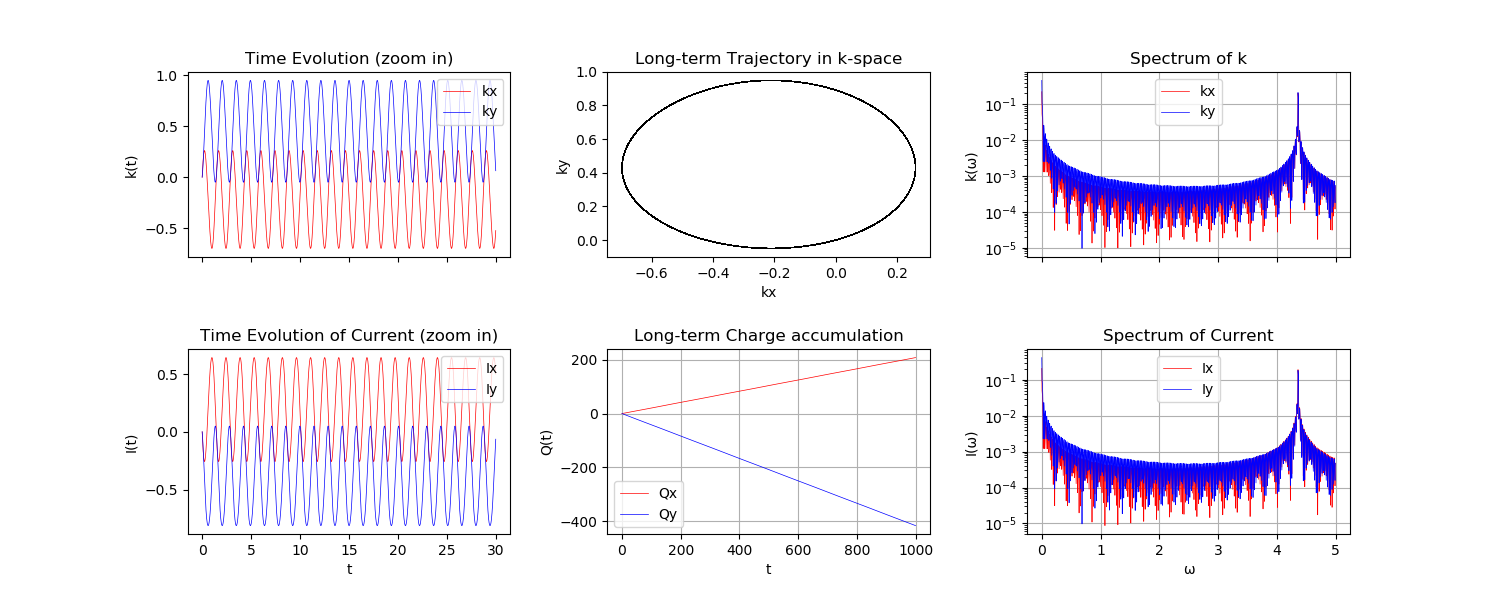 Time Evolution (zoom in)
k(t)
1.0
0.5
0.0
−0.5
kx
ky
Long-term Trajectory in k-space
ky
1.0
0.8
0.6
0.4
0.2
0.0
−0.6 −0.4 −0.2 0.0 0.2
kx
Spectrum of k
k(ω)
10⁻¹
10⁻²
10⁻³
10⁻⁴
10⁻⁵
kx
ky
Time Evolution of Current (zoom in)
I(t)
0.5
0.0
−0.5
Ix
Iy
0 5 10 15 20 25 30
t
Long-term Charge accumulation
Q(t)
200
0
−200
−400
Qx
Qy
0 200 400 600 800 1000
t
Spectrum of Current
I(ω)
10⁻¹
10⁻²
10⁻³
10⁻⁴
10⁻⁵
Ix
Iy
0 1 2 3 4 5
ω